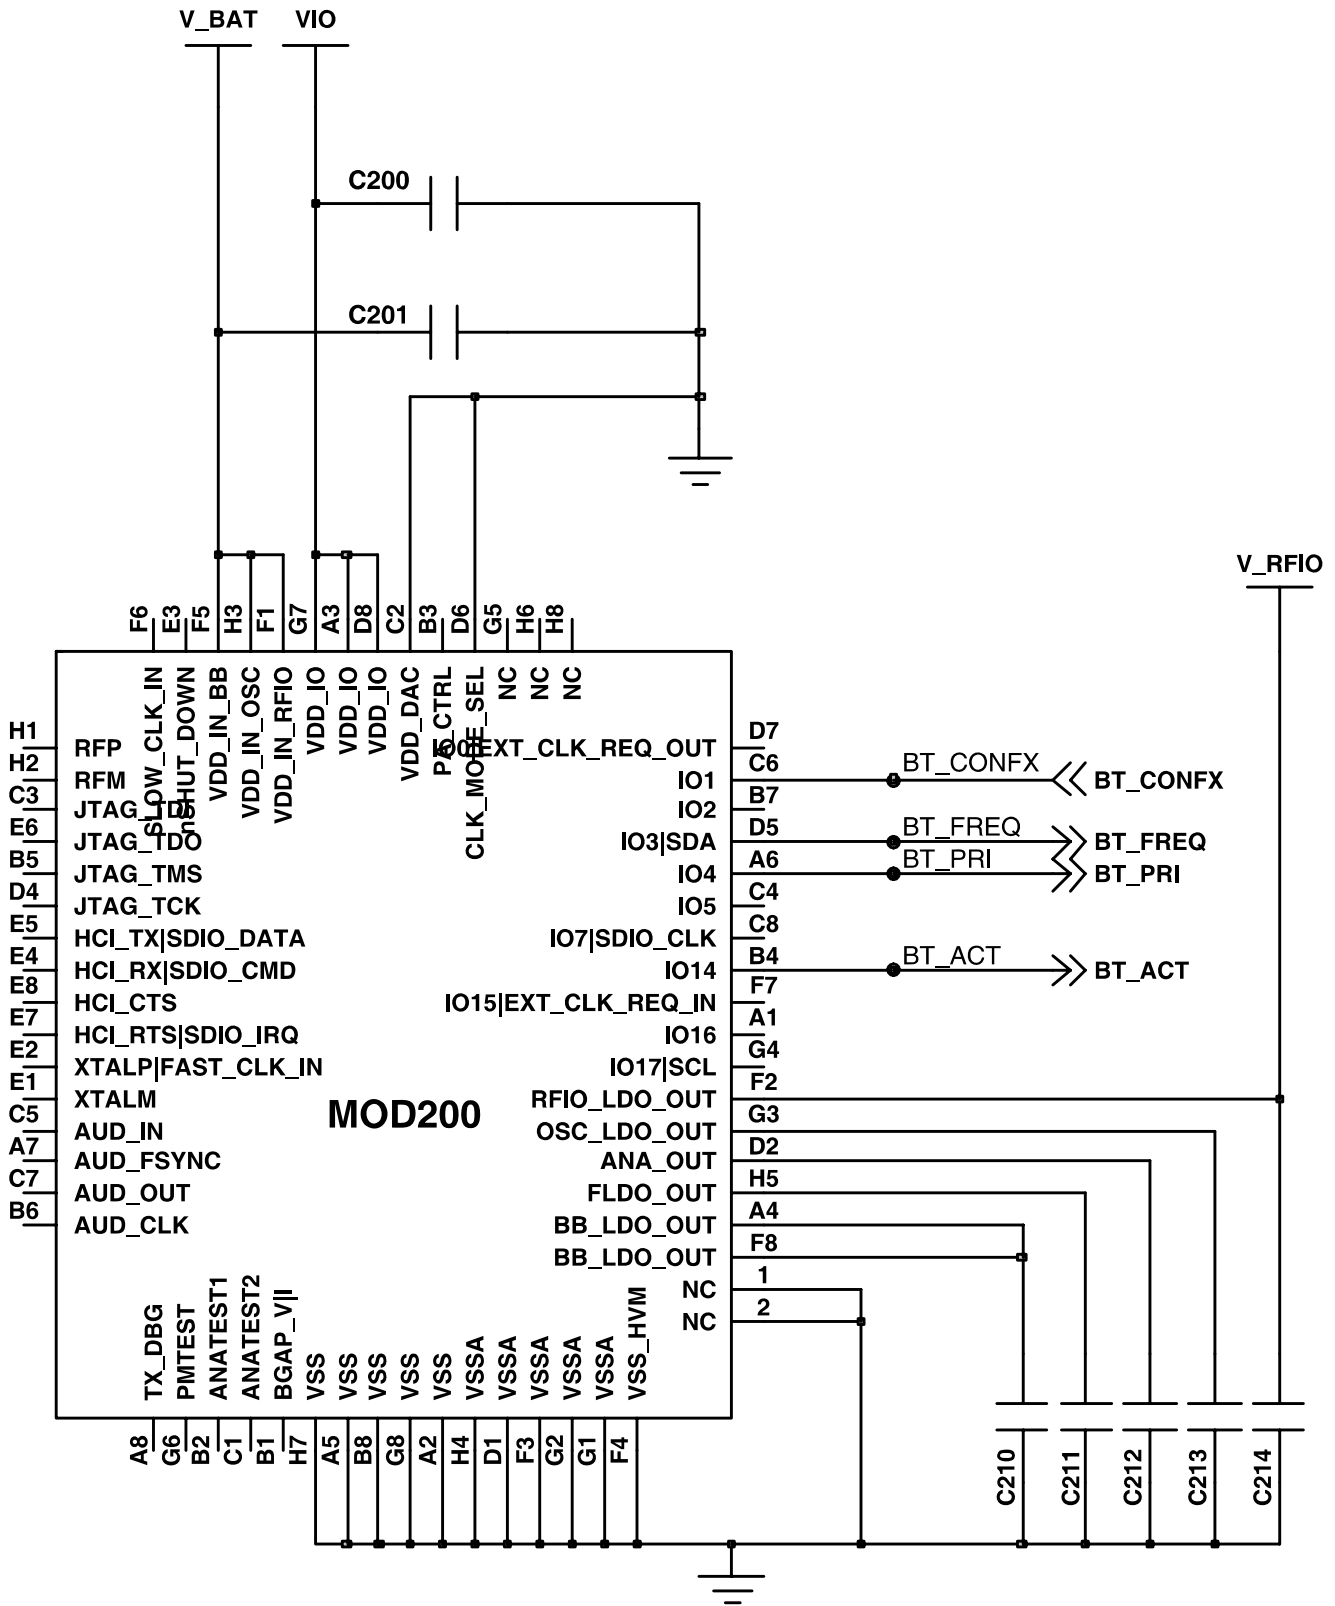 V_BAT VIO
C200
C201
V_RFIO
F6 E3 F5 H3 F1 G7 A3 D8 C2 B3 D6 G5 H6 H8
SLOW_CLK_IN
nSHUT_DOWN
VDD_IN_BB
VDD_IN_OSC
VDD_IN_RFIO
VDD_IO
VDD_IO
VDD_IO
VDD_DAC
PA_CTRL
CLK_MODE_SEL
NC
NC
NC
H1 RFP
H2 RFM
C3 JTAG_TDI
E6 JTAG_TDO
B5 JTAG_TMS
D4 JTAG_TCK
E5 HCI_TX|SDIO_DATA
E4 HCI_RX|SDIO_CMD
E8 HCI_CTS
E7 HCI_RTS|SDIO_IRQ
E2 XTALP|FAST_CLK_IN
E1 XTALM
C5 AUD_IN
A7 AUD_FSYNC
C7 AUD_OUT
B6 AUD_CLK
MOD200
IO0|EXT_CLK_REQ_OUT D7
IO1 C6 BT_CONFX BT_CONFX
IO2 B7
IO3|SDA D5 BT_FREQ BT_FREQ
IO4 A6 BT_PRI BT_PRI
IO5 C4
IO7|SDIO_CLK C8
IO14 B4 BT_ACT BT_ACT
IO15|EXT_CLK_REQ_IN F7
IO16 A1
IO17|SCL G4
RFIO_LDO_OUT F2
OSC_LDO_OUT G3
ANA_OUT D2
FLDO_OUT H5
BB_LDO_OUT A4
BB_LDO_OUT F8
NC 1
NC 2
TX_DBG
PMTEST
ANATEST1
ANATEST2
BGAP_V|I
VSS
VSS
VSS
VSS
VSS
VSSA
VSSA
VSSA
VSSA
VSSA
VSS_HVM
A8 G6 B2 C1 B1 H7 A5 B8 G8 A2 H4 D1 F3 G2 G1 F4
C210 C211 C212 C213 C214